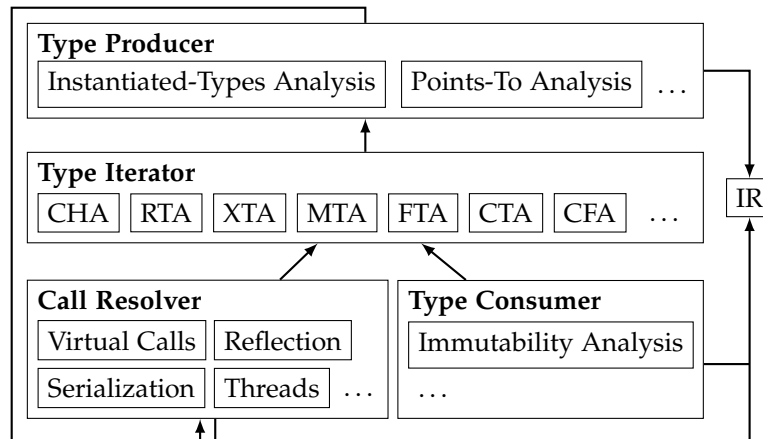 Type Producer
Instantiated-Types Analysis Points-To Analysis ...
Type Iterator
CHA RTA XTA MTA FTA CTA CFA ...
IR
Call Resolver
Virtual Calls Reflection
Serialization Threads ...
Type Consumer
Immutability Analysis
...